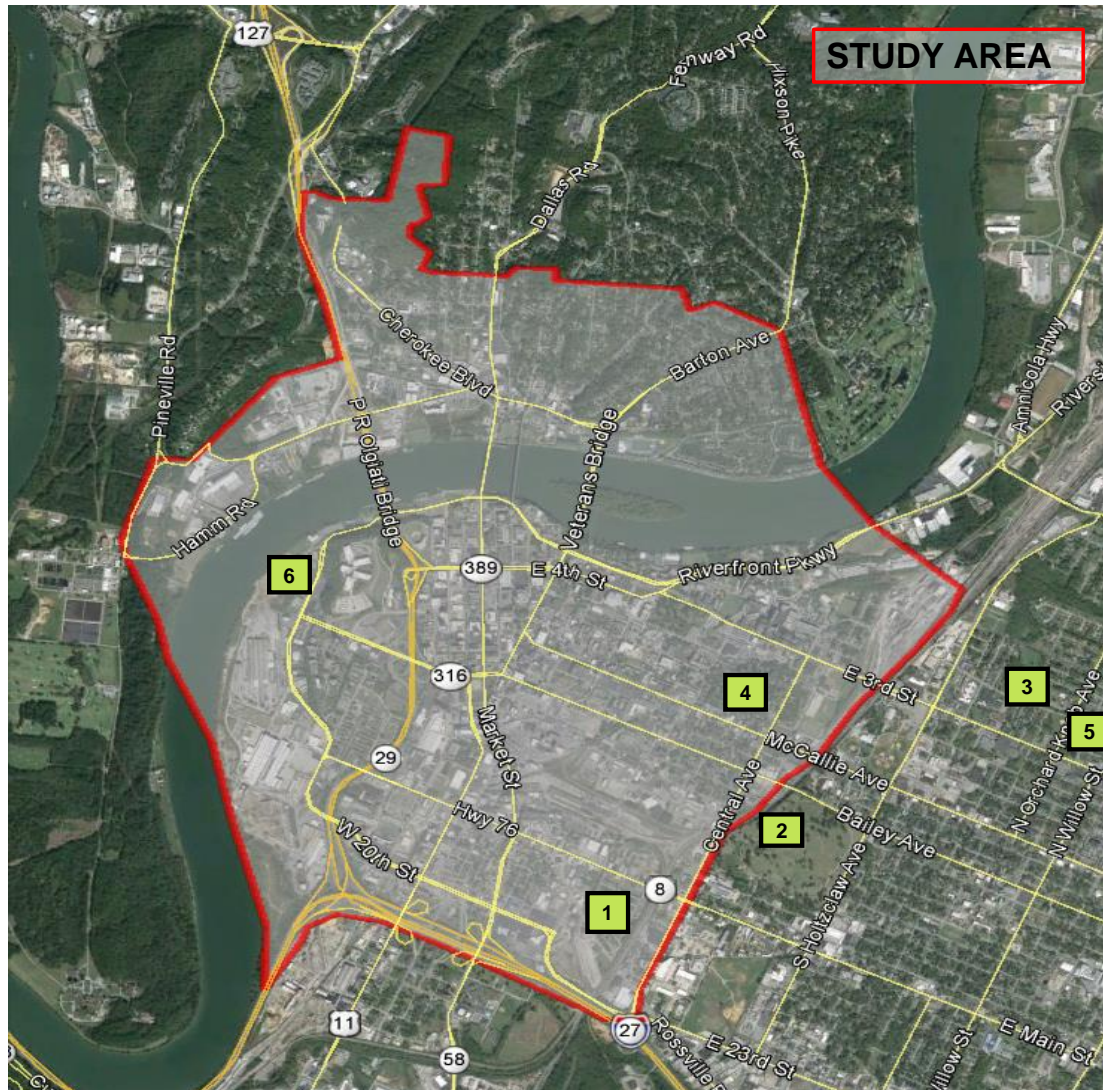 127
STUDY AREA
Fenway Rd
Hixson Pike
Dallas Rd
Pineville Rd
Cherokee Blvd
Barton Ave
Amnicola Hwy
P R Olgiati Bridge
Veterans Bridge
Hamm Rd
6
389
E 4th St
Riverfront Pkwy
316
4
E 3rd St
3
5
N Orchard Knob Ave
N Willow St
Market St
29
McCallie Ave
Hwy 76
Central Ave
2
Bailey Ave
W 20th St
8
1
S Holtzclaw Ave
11
27
58
Rossville
E 23rd St
E Main St